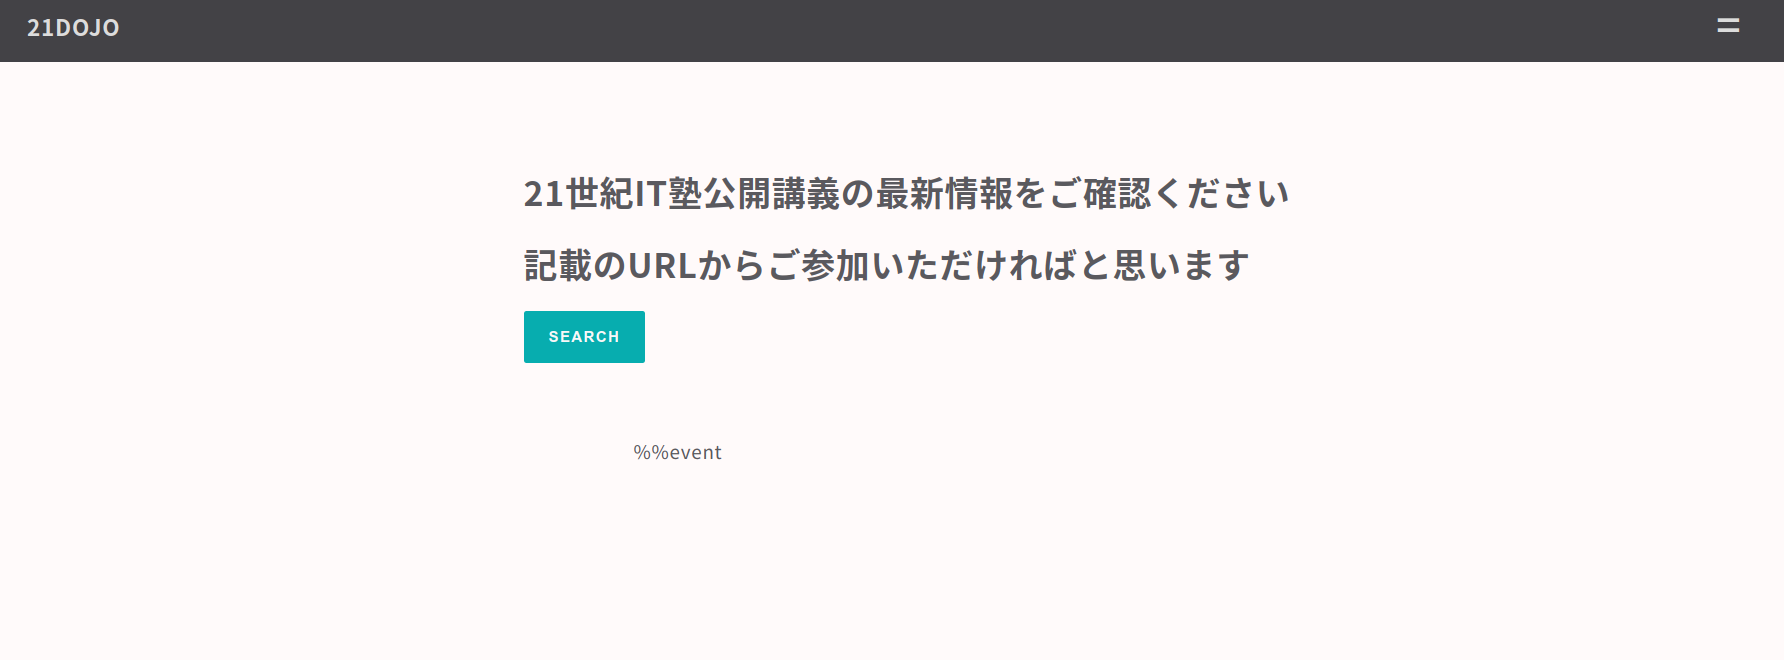 21DOJO
21世紀IT塾公開講義の最新情報をご確認ください
記載のURLからご参加いただければと思います
SEARCH
%%event